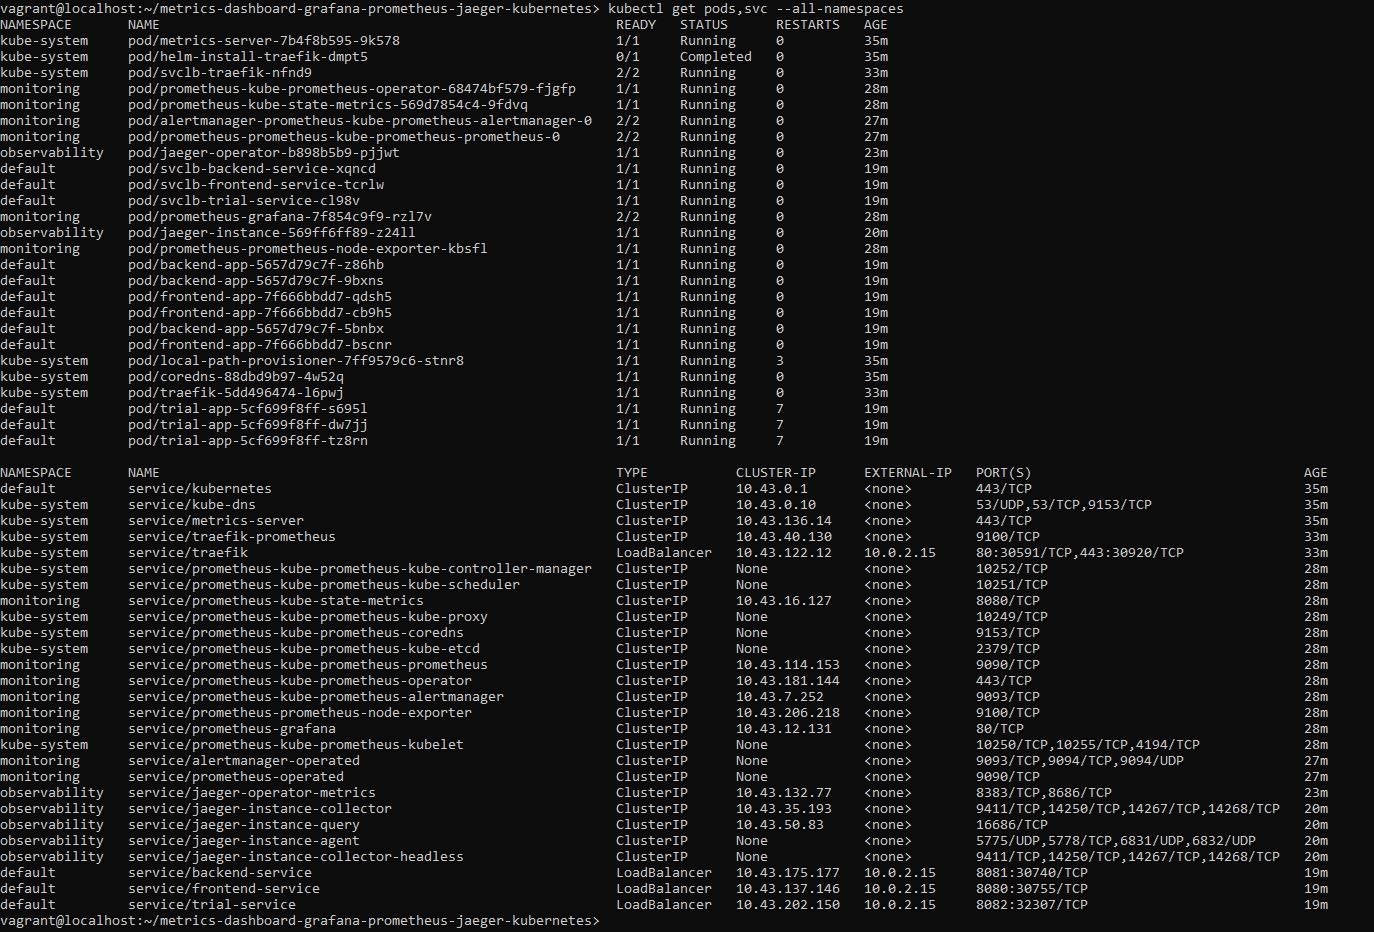 vagrant@localhost:~/metrics-dashboard-grafana-prometheus-jaeger-kubernetes> kubectl get pods,svc --all-namespaces
NAMESPACE NAME READY STATUS RESTARTS AGE
kube-system pod/metrics-server-7b4f8b595-9k578 1/1 Running 0 35m
kube-system pod/helm-install-traefik-dmpt5 0/1 Completed 0 35m
kube-system pod/svclb-traefik-nfnd9 2/2 Running 0 33m
monitoring pod/prometheus-kube-prometheus-operator-68474bf579-fjgfp 1/1 Running 0 28m
monitoring pod/prometheus-kube-state-metrics-569d7854c4-9fdvq 1/1 Running 0 28m
monitoring pod/alertmanager-prometheus-kube-prometheus-alertmanager-0 2/2 Running 0 27m
monitoring pod/prometheus-prometheus-kube-prometheus-prometheus-0 2/2 Running 0 27m
observability pod/jaeger-operator-b898b5b9-pjjwt 1/1 Running 0 23m
default pod/svclb-backend-service-xqncd 1/1 Running 0 19m
default pod/svclb-frontend-service-tcrlw 1/1 Running 0 19m
default pod/svclb-trial-service-cl98v 1/1 Running 0 19m
monitoring pod/prometheus-grafana-7f854c9f9-rzl7v 2/2 Running 0 28m
observability pod/jaeger-instance-569ff6ff89-z24ll 1/1 Running 0 20m
monitoring pod/prometheus-prometheus-node-exporter-kbsfl 1/1 Running 0 28m
default pod/backend-app-5657d79c7f-z86hb 1/1 Running 0 19m
default pod/backend-app-5657d79c7f-9bxns 1/1 Running 0 19m
default pod/frontend-app-7f666bbdd7-qdsh5 1/1 Running 0 19m
default pod/frontend-app-7f666bbdd7-cb9h5 1/1 Running 0 19m
default pod/backend-app-5657d79c7f-5bnbx 1/1 Running 0 19m
default pod/frontend-app-7f666bbdd7-bscnr 1/1 Running 0 19m
kube-system pod/local-path-provisioner-7ff9579c6-stnr8 1/1 Running 3 35m
kube-system pod/coredns-88dbd9b97-4w52q 1/1 Running 0 35m
kube-system pod/traefik-5dd496474-l6pwj 1/1 Running 0 33m
default pod/trial-app-5cf699f8ff-s695l 1/1 Running 7 19m
default pod/trial-app-5cf699f8ff-dw7jj 1/1 Running 7 19m
default pod/trial-app-5cf699f8ff-tz8rn 1/1 Running 7 19m
NAMESPACE NAME TYPE CLUSTER-IP EXTERNAL-IP PORT(S) AGE
default service/kubernetes ClusterIP 10.43.0.1 <none> 443/TCP 35m
kube-system service/kube-dns ClusterIP 10.43.0.10 <none> 53/UDP,53/TCP,9153/TCP 35m
kube-system service/metrics-server ClusterIP 10.43.136.14 <none> 443/TCP 35m
kube-system service/traefik-prometheus ClusterIP 10.43.40.130 <none> 9100/TCP 33m
kube-system service/traefik LoadBalancer 10.43.122.12 10.0.2.15 80:30591/TCP,443:30920/TCP 33m
kube-system service/prometheus-kube-prometheus-kube-controller-manager ClusterIP None <none> 10252/TCP 28m
kube-system service/prometheus-kube-prometheus-kube-scheduler ClusterIP None <none> 10251/TCP 28m
monitoring service/prometheus-kube-state-metrics ClusterIP 10.43.16.127 <none> 8080/TCP 28m
kube-system service/prometheus-kube-prometheus-kube-proxy ClusterIP None <none> 10249/TCP 28m
kube-system service/prometheus-kube-prometheus-coredns ClusterIP None <none> 9153/TCP 28m
kube-system service/prometheus-kube-prometheus-kube-etcd ClusterIP None <none> 2379/TCP 28m
monitoring service/prometheus-kube-prometheus-prometheus ClusterIP 10.43.114.153 <none> 9090/TCP 28m
monitoring service/prometheus-kube-prometheus-operator ClusterIP 10.43.181.144 <none> 443/TCP 28m
monitoring service/prometheus-kube-prometheus-alertmanager ClusterIP 10.43.7.252 <none> 9093/TCP 28m
monitoring service/prometheus-prometheus-node-exporter ClusterIP 10.43.206.218 <none> 9100/TCP 28m
monitoring service/prometheus-grafana ClusterIP 10.43.12.131 <none> 80/TCP 28m
kube-system service/prometheus-kube-prometheus-kubelet ClusterIP None <none> 10250/TCP,10255/TCP,4194/TCP 28m
monitoring service/alertmanager-operated ClusterIP None <none> 9093/TCP,9094/TCP,9094/UDP 27m
monitoring service/prometheus-operated ClusterIP None <none> 9090/TCP 27m
observability service/jaeger-operator-metrics ClusterIP 10.43.132.77 <none> 8383/TCP,8686/TCP 23m
observability service/jaeger-instance-collector ClusterIP 10.43.35.193 <none> 9411/TCP,14250/TCP,14267/TCP,14268/TCP 20m
observability service/jaeger-instance-query ClusterIP 10.43.50.83 <none> 16686/TCP 20m
observability service/jaeger-instance-agent ClusterIP None <none> 5775/UDP,5778/TCP,6831/UDP,6832/UDP 20m
observability service/jaeger-instance-collector-headless ClusterIP None <none> 9411/TCP,14250/TCP,14267/TCP,14268/TCP 20m
default service/backend-service LoadBalancer 10.43.175.177 10.0.2.15 8081:30740/TCP 19m
default service/frontend-service LoadBalancer 10.43.137.146 10.0.2.15 8080:30755/TCP 19m
default service/trial-service LoadBalancer 10.43.202.150 10.0.2.15 8082:32307/TCP 19m
vagrant@localhost:~/metrics-dashboard-grafana-prometheus-jaeger-kubernetes>